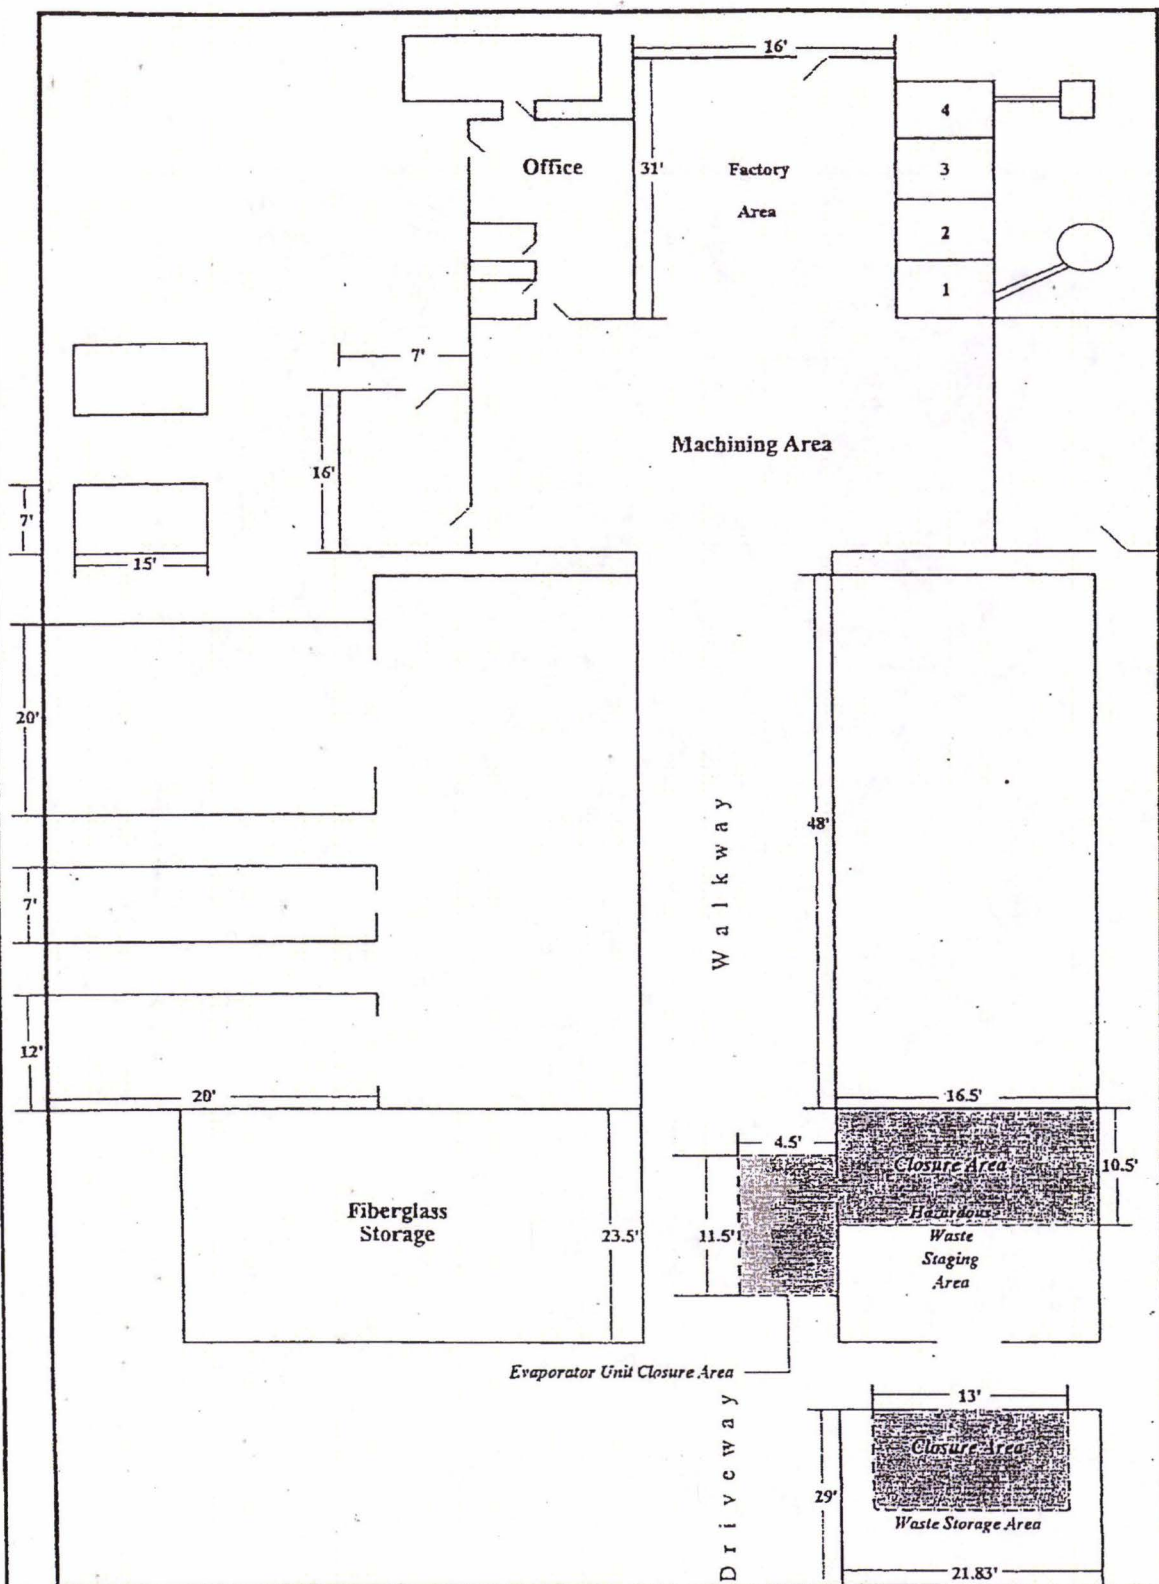 16'
4
Office
31'
Factory
3
Area
2
1
7'
Machining Area
16'
7'
15'
20'
Walkway
48'
7'
12'
20'
16.5'
4.5'
Closure Area
10.5'
Fiberglass
Storage
23.5'
11.5'
Hazardous
Waste
Staging
Area
Evaporator Unit Closure Area
13'
Driveway
Closure Area
29'
Waste Storage Area
21.83'